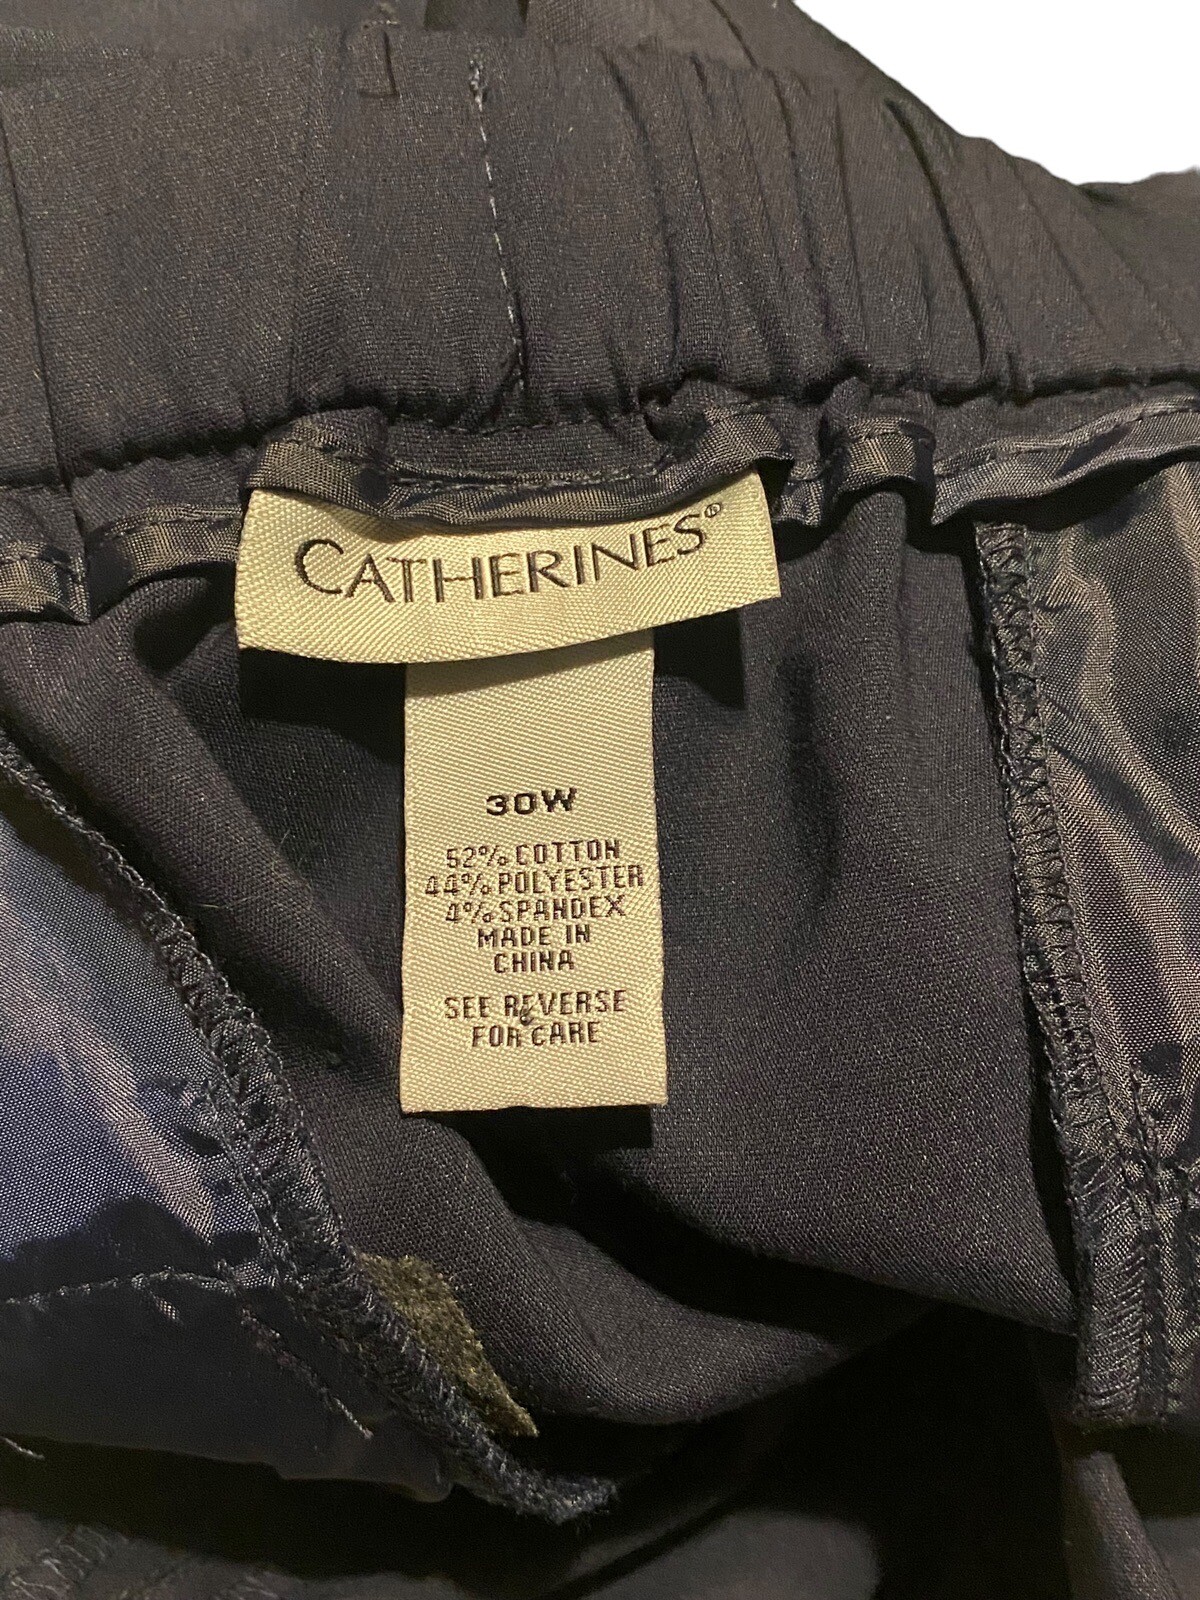 CATHERINES®
30W
52% COTTON
44% POLYESTER
4% SPANDEX
MADE IN
CHINA
SEE REVERSE
FOR CARE